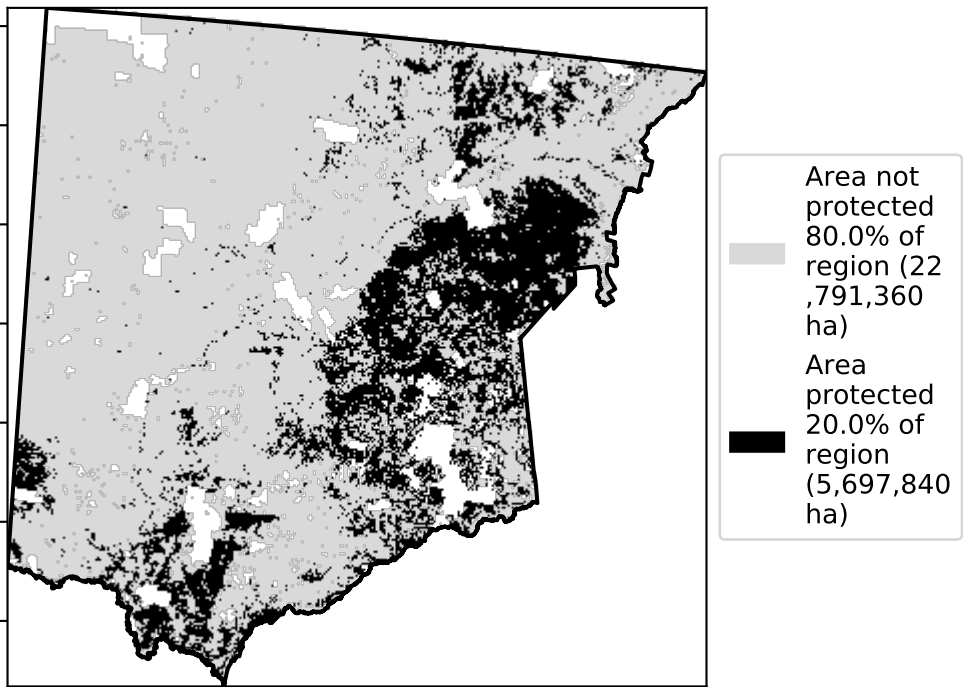 Area not
protected
80.0% of
region (22
,791,360
ha)
Area
protected
20.0% of
region
(5,697,840
ha)